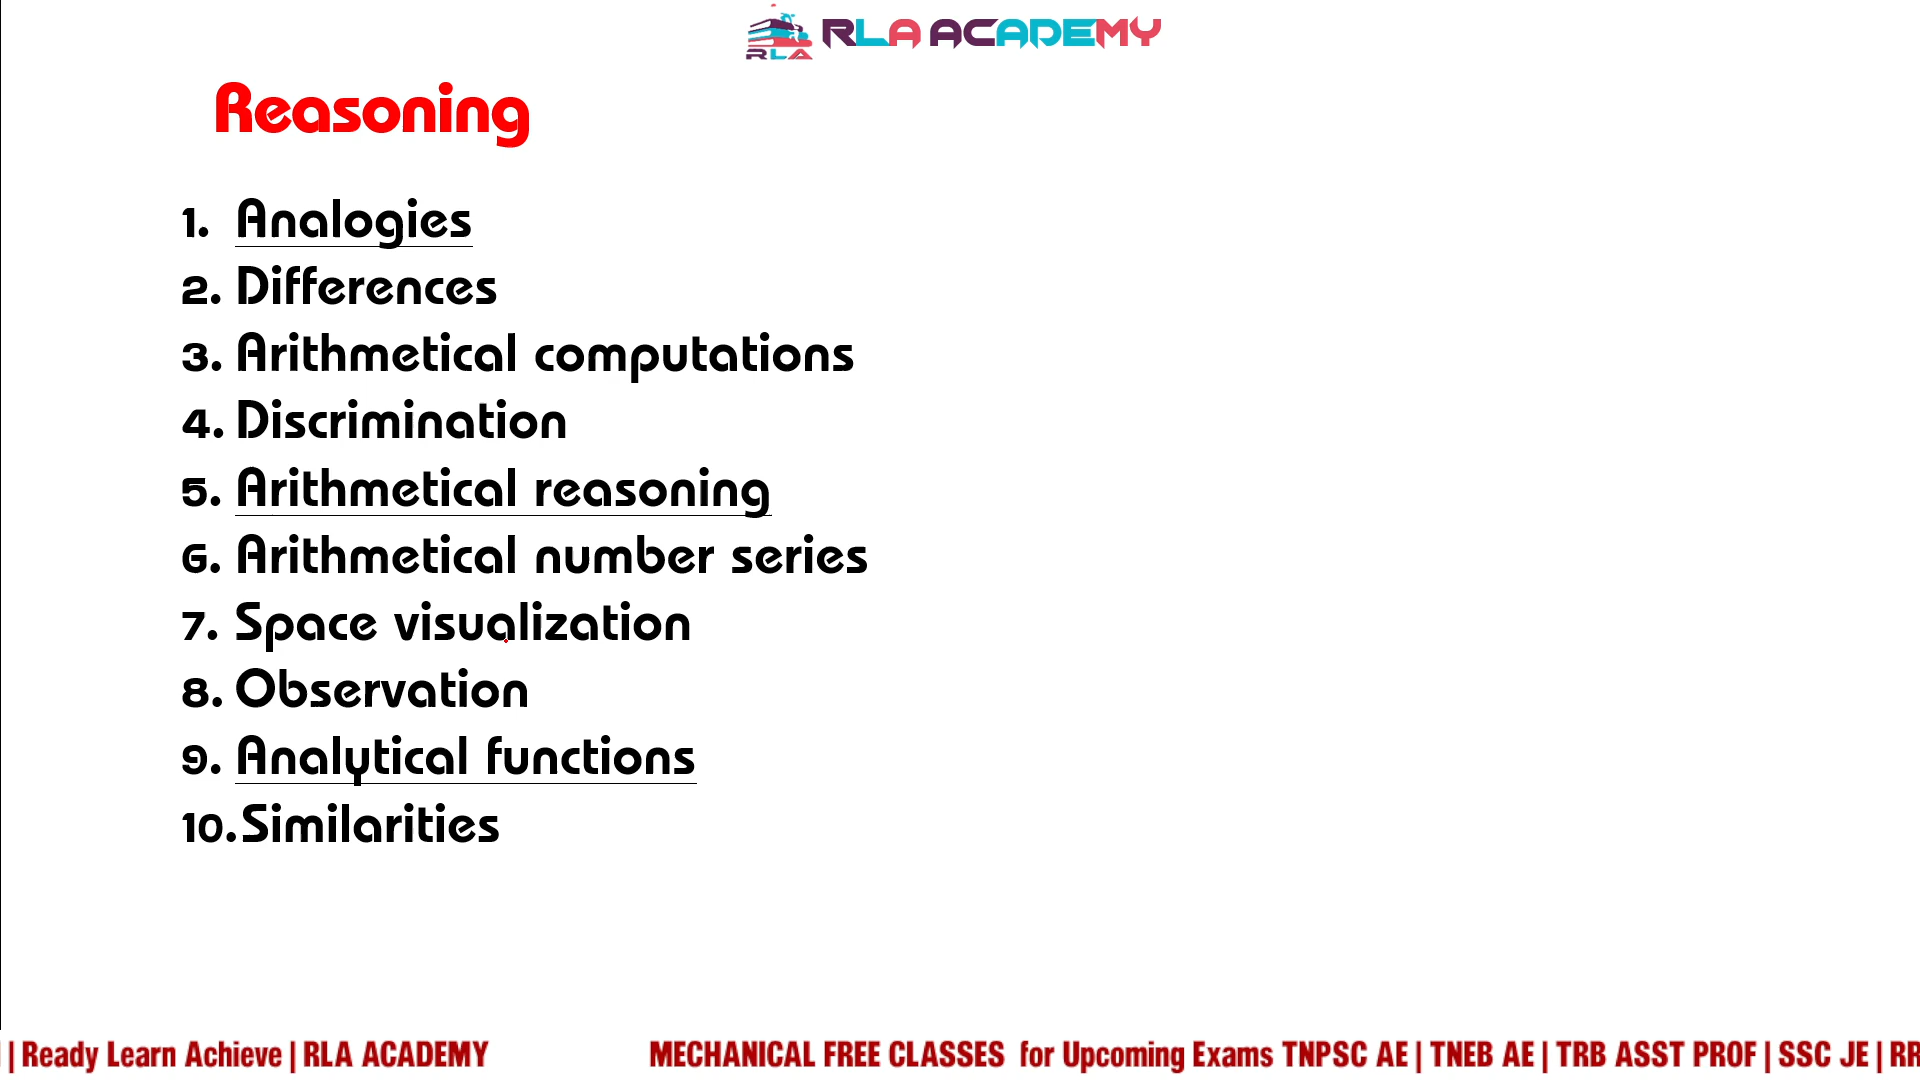 RLA
RLA ACADEMY
Reasoning
1. Analogies
2. Differences
3. Arithmetical computations
4. Discrimination
5. Arithmetical reasoning
6. Arithmetical number series
7. Space visualization
8. Observation
9. Analytical functions
10. Similarities
| Ready Learn Achieve | RLA ACADEMY MECHANICAL FREE CLASSES for Upcoming Exams TNPSC AE | TNEB AE | TRB ASST PROF | SSC JE |